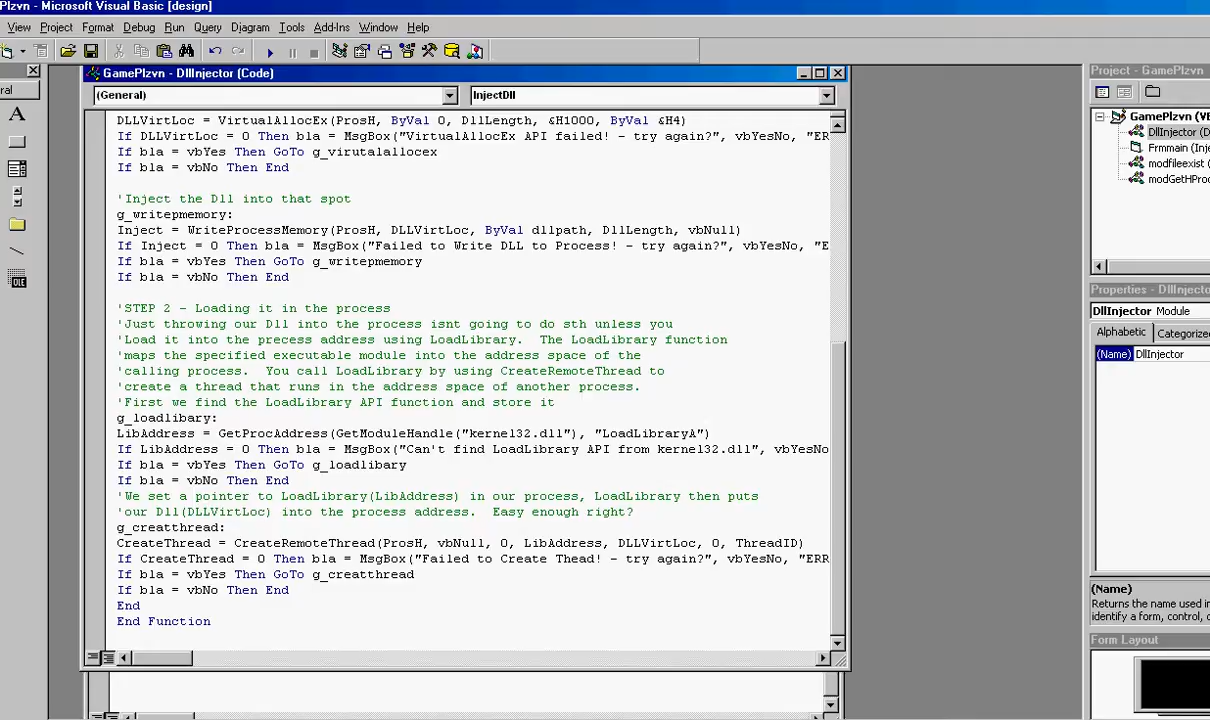 Plzvn - Microsoft Visual Basic [design]
View Project Format Debug Run Query Diagram Tools Add-Ins Window Help
GamePlzvn - DllInjector (Code)
(General) InjectDll
DLLVirtLoc = VirtualAllocEx(ProsH, ByVal 0, DllLength, &H1000, ByVal &H4)
If DLLVirtLoc = 0 Then bla = MsgBox("VirtualAllocEx API failed! - try again?", vbYesNo, "ER
If bla = vbYes Then GoTo g_virutalallocex
If bla = vbNo Then End
'Inject the Dll into that spot
g_writepmemory:
Inject = WriteProcessMemory(ProsH, DLLVirtLoc, ByVal dllpath, DllLength, vbNull)
If Inject = 0 Then bla = MsgBox("Failed to Write DLL to Process! - try again?", vbYesNo, "E
If bla = vbYes Then GoTo g_writepmemory
If bla = vbNo Then End
'STEP 2 - Loading it in the process
'Just throwing our Dll into the process isnt going to do sth unless you
'Load it into the precess address using LoadLibrary.  The LoadLibrary function
'maps the specified executable module into the address space of the
'calling process.  You call LoadLibrary by using CreateRemoteThread to
'create a thread that runs in the address space of another process.
'First we find the LoadLibrary API function and store it
g_loadlibary:
LibAddress = GetProcAddress(GetModuleHandle("kernel32.dll"), "LoadLibraryA")
If LibAddress = 0 Then bla = MsgBox("Can't find LoadLibrary API from kernel32.dll", vbYesNo
If bla = vbYes Then GoTo g_loadlibary
If bla = vbNo Then End
'We set a pointer to LoadLibrary(LibAddress) in our process, LoadLibrary then puts
'our Dll(DLLVirtLoc) into the process address.  Easy enough right?
g_creatthread:
CreateThread = CreateRemoteThread(ProsH, vbNull, 0, LibAddress, DLLVirtLoc, 0, ThreadID)
If CreateThread = 0 Then bla = MsgBox("Failed to Create Thead! - try again?", vbYesNo, "ERR
If bla = vbYes Then GoTo g_creatthread
If bla = vbNo Then End
End
End Function
ral
A
OLE
Project - GamePlzvn
GamePlzvn (VB
DllInjector (D
Frmmain (Inje
modfileexist (
modGetHProc
Properties - DllInjector
DllInjector Module
Alphabetic Categorized
(Name) DllInjector
(Name)
Returns the name used in
identify a form, control, o
Form Layout